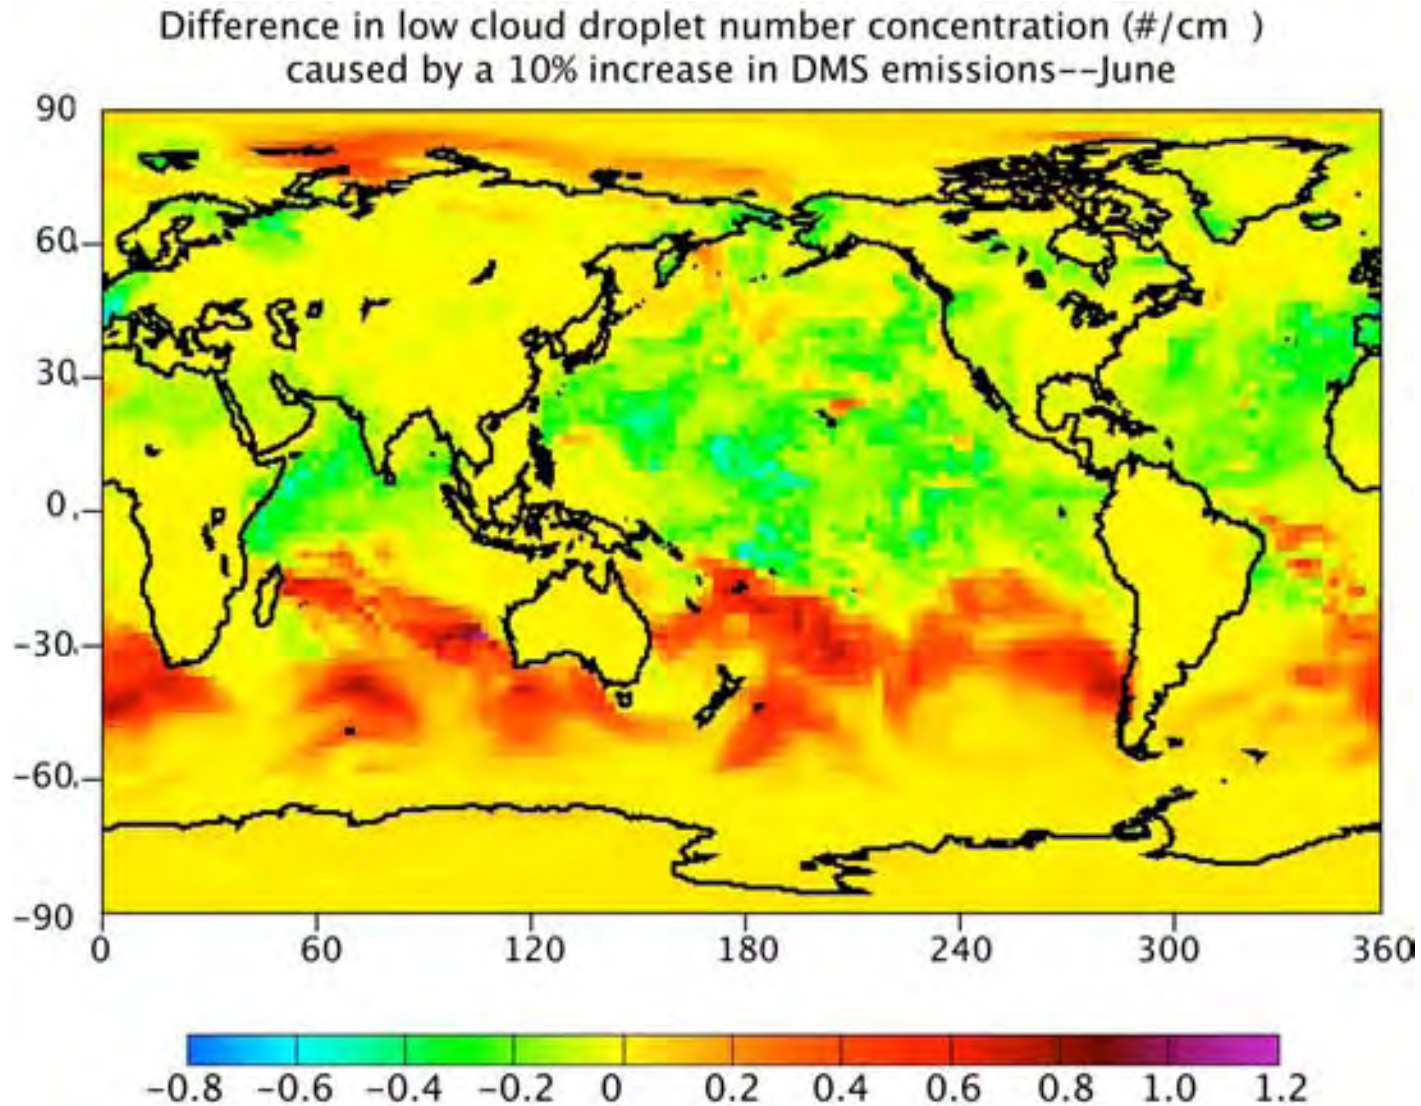 Difference in low cloud droplet number concentration (#/cm )
caused by a 10% increase in DMS emissions--June
90
60.
30.
0.
-30.
-60.
-90
0 60 120 180 240 300 360
-0.8 -0.6 -0.4 -0.2 0 0.2 0.4 0.6 0.8 1.0 1.2